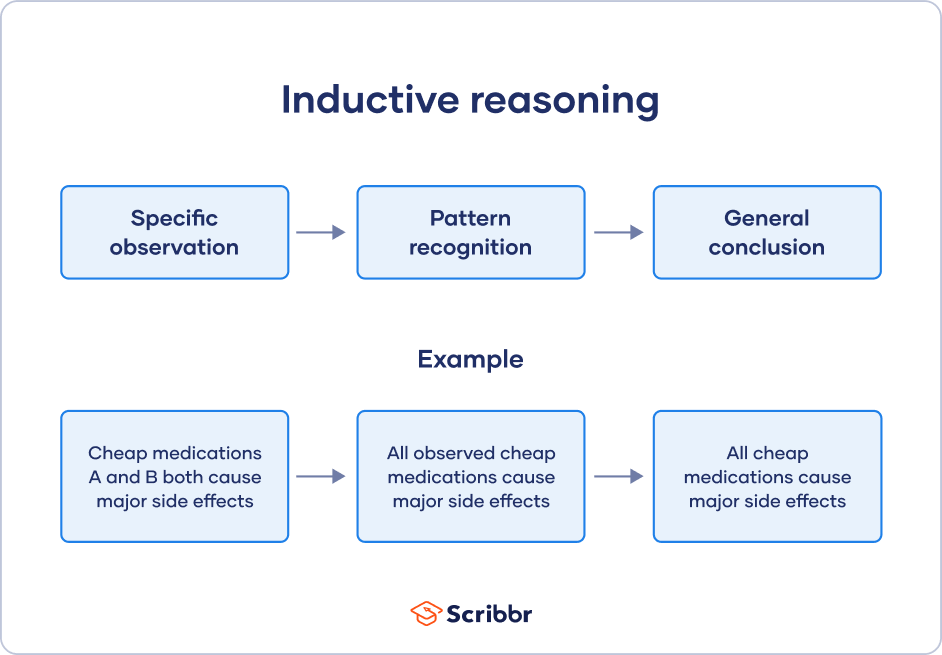 Inductive reasoning
Specific
observation
Pattern
recognition
General
conclusion
Example
Cheap medications
A and B both cause
major side effects
All observed cheap
medications cause
major side effects
All cheap
medications cause
major side effects
Scribbr